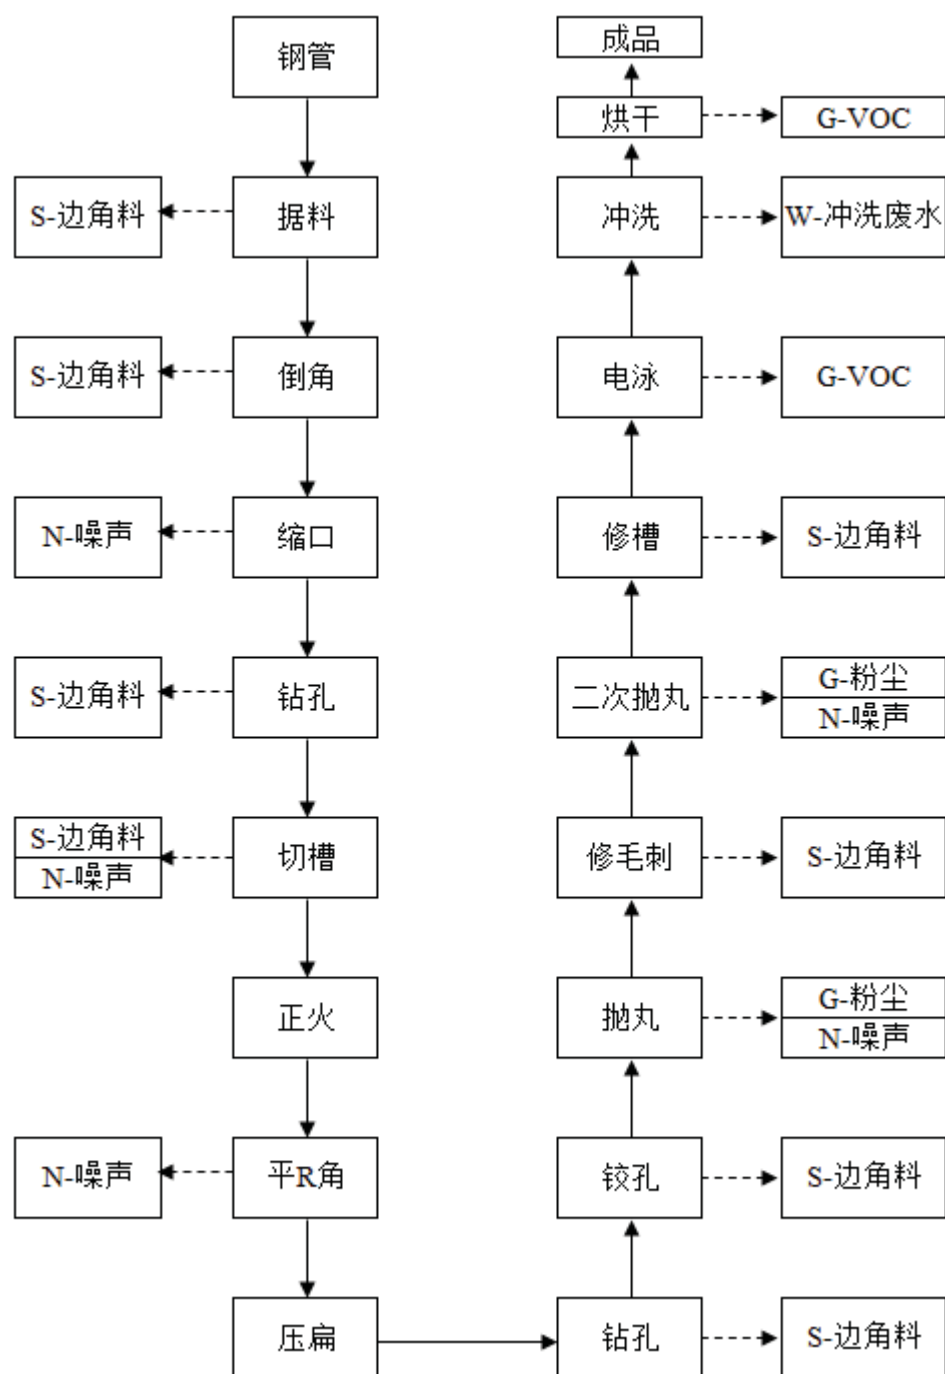 钢管
S-边角料
据料
S-边角料
倒角
N-噪声
缩口
S-边角料
钻孔
S-边角料
N-噪声
切槽
正火
N-噪声
平R角
压扁
成品
烘干
G-VOC
冲洗
W-冲洗废水
电泳
G-VOC
修槽
S-边角料
二次抛丸
G-粉尘
N-噪声
修毛刺
S-边角料
抛丸
G-粉尘
N-噪声
铰孔
S-边角料
钻孔
S-边角料